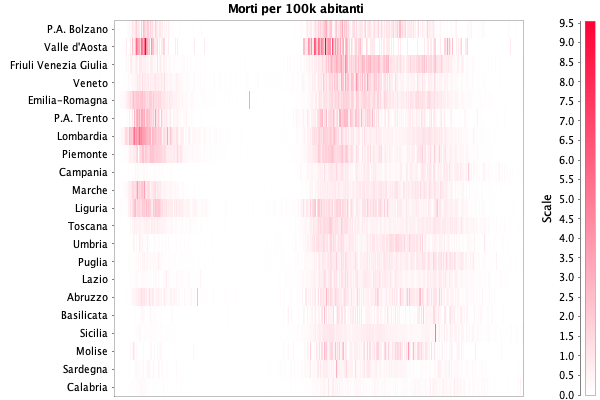 Morti per 100k abitanti
P.A. Bolzano
Valle d'Aosta
Friuli Venezia Giulia
Veneto
Emilia-Romagna
P.A. Trento
Lombardia
Piemonte
Campania
Marche
Liguria
Toscana
Umbria
Puglia
Lazio
Abruzzo
Basilicata
Sicilia
Molise
Sardegna
Calabria
Scale
9.5
9.0
8.5
8.0
7.5
7.0
6.5
6.0
5.5
5.0
4.5
4.0
3.5
3.0
2.5
2.0
1.5
1.0
0.5
0.0